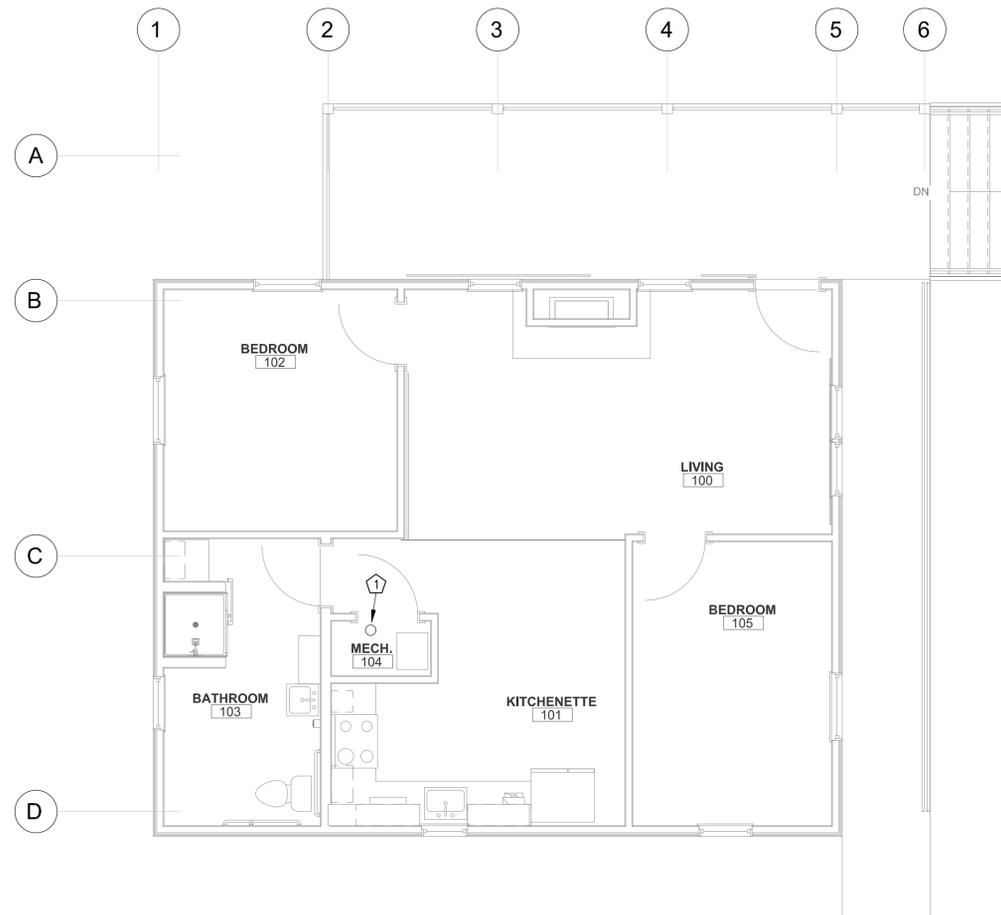 1 2 3 4 5 6
A
DN
B
BEDROOM
102
LIVING
100
C
1
BEDROOM
105
MECH.
104
BATHROOM
103
KITCHENETTE
101
D